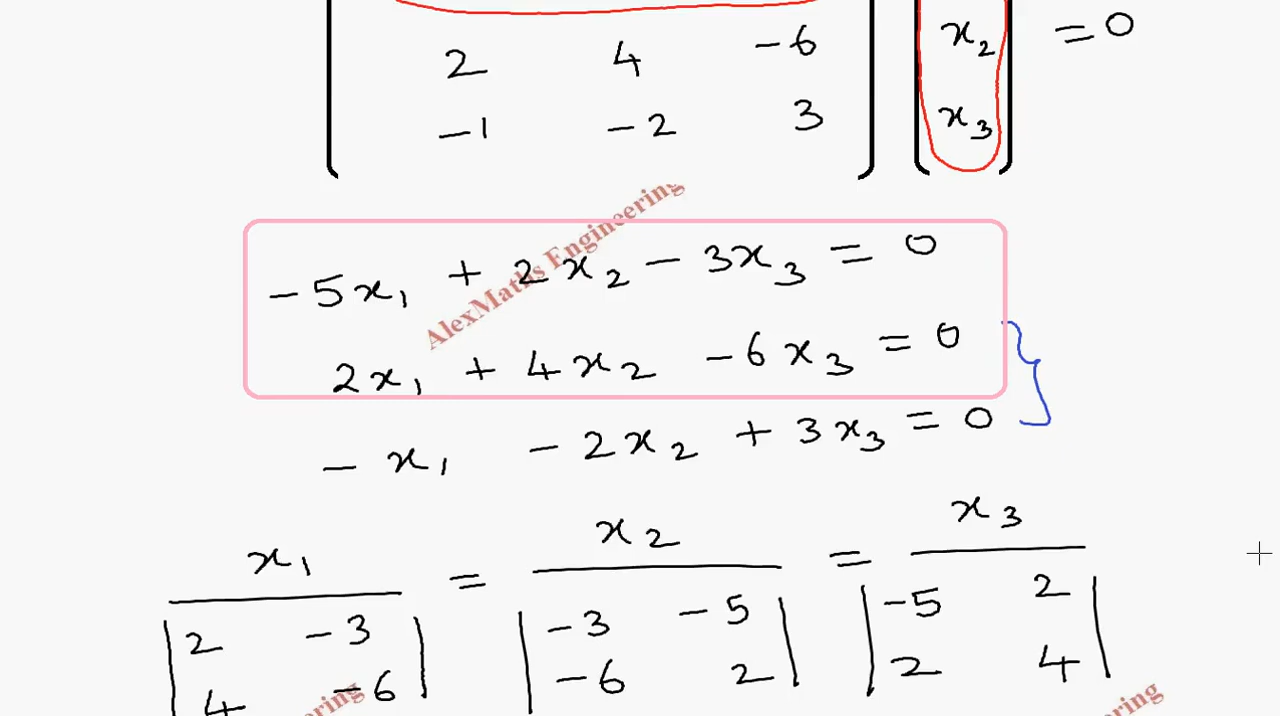 x₂ = 0
2 4 -6
-1 -2 3 x₃
AlexMaths Engineering
-5x₁ + 2x₂ - 3x₃ = 0
2x₁ + 4x₂ - 6x₃ = 0
- x₁ - 2x₂ + 3x₃ = 0
x₁ = x₂ = x₃
2 -3 -3 -5 -5 2
4 -6 -6 2 2 4
ering
ering